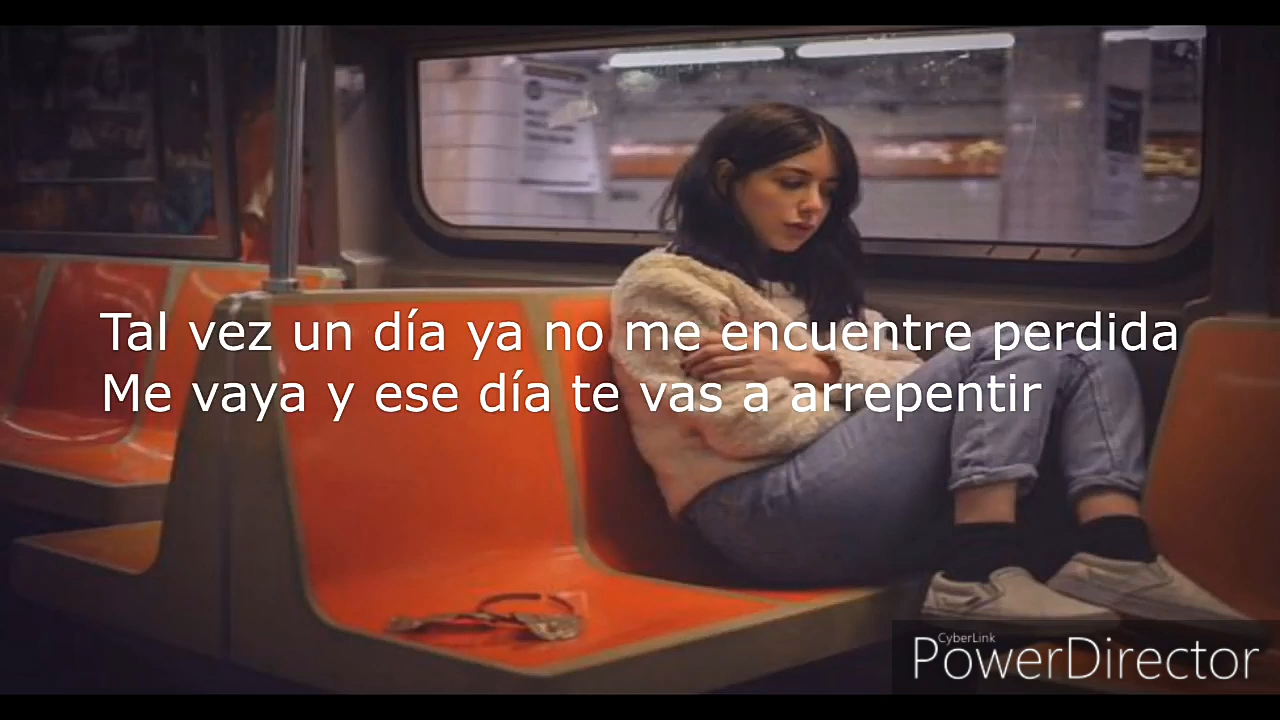 Tal vez un día ya no me encuentre perdida
Me vaya y ese día te vas a arrepentir
CyberLink
PowerDirector